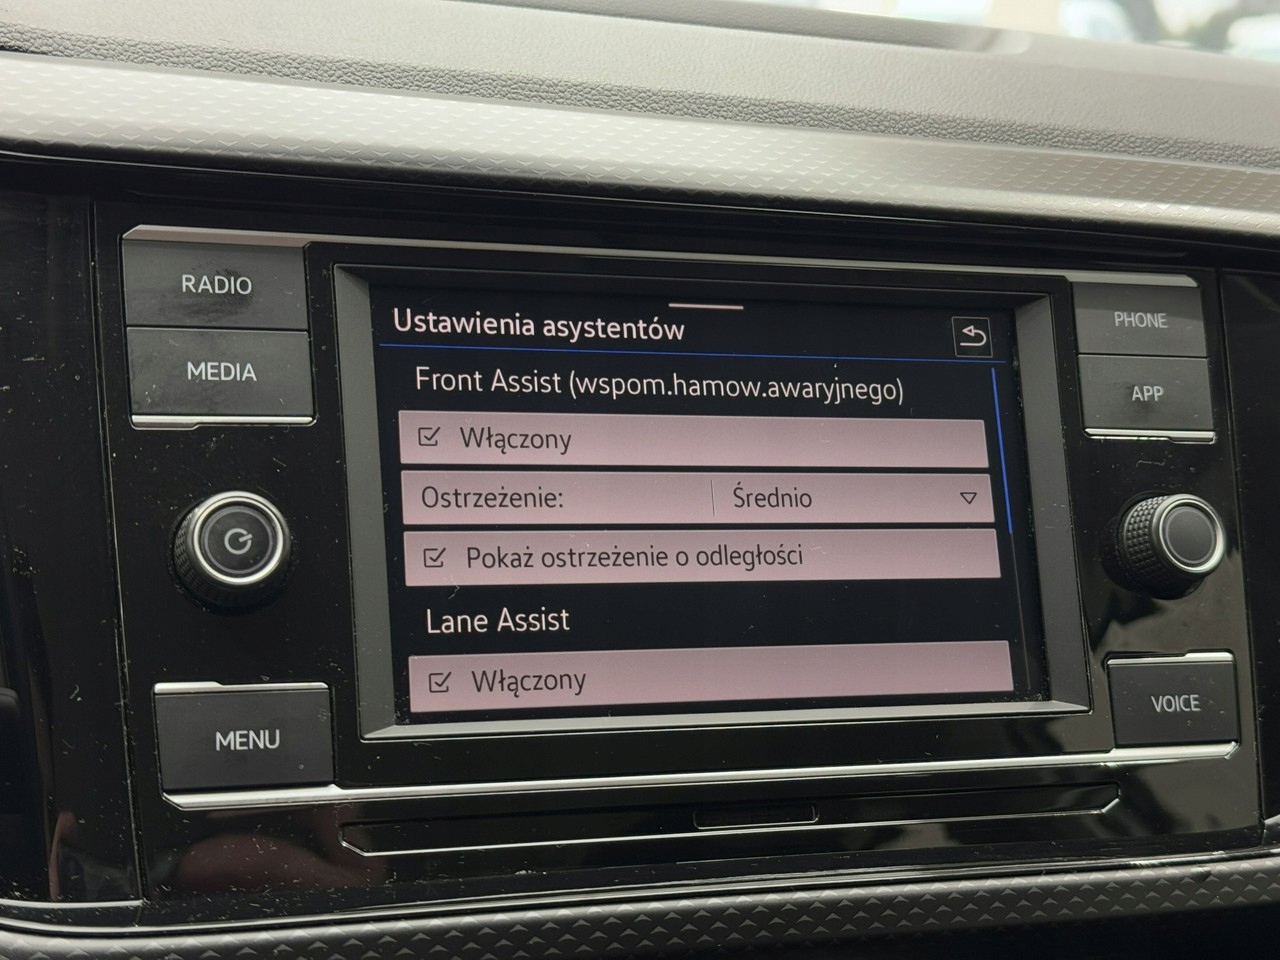 RADIO
MEDIA
MENU
Ustawienia asystentów
Front Assist (wspom.hamow.awaryjnego)
Włączony
Ostrzeżenie: Średnio
Pokaż ostrzeżenie o odległości
Lane Assist
Włączony
PHONE
APP
VOICE